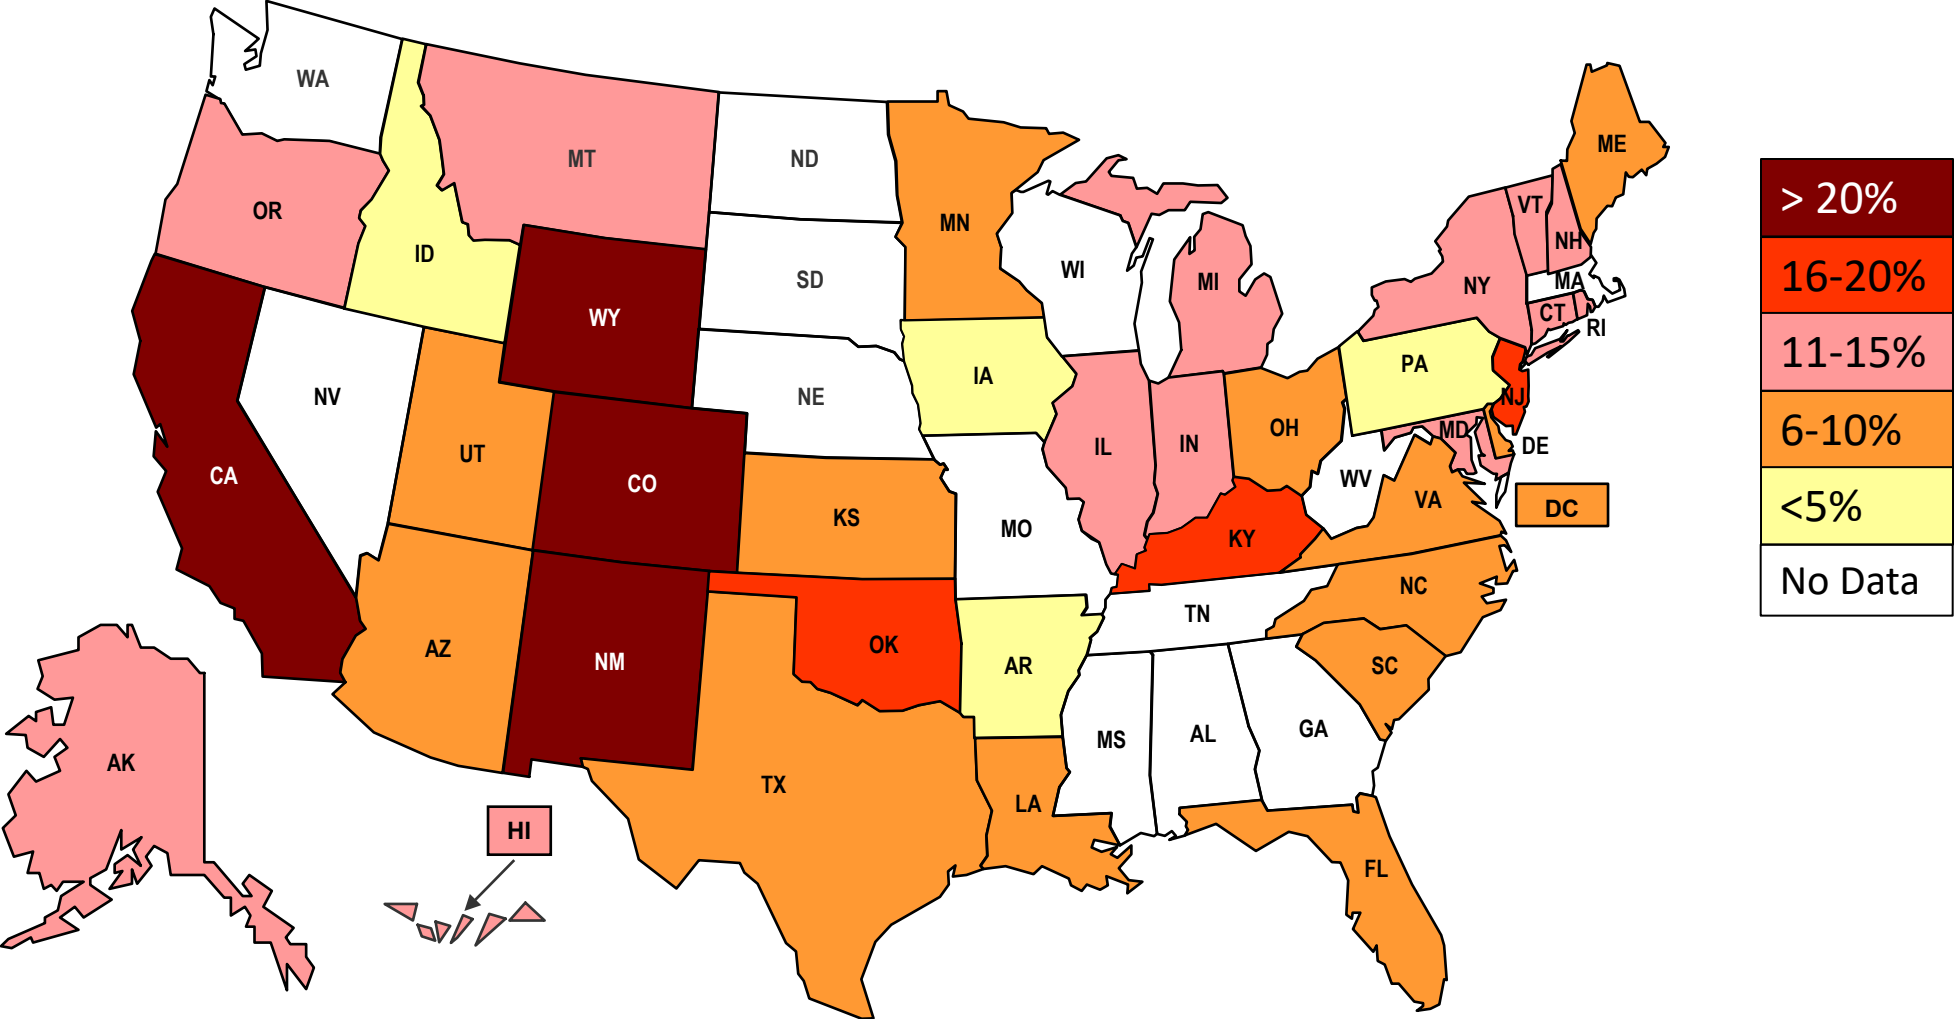 WA
MT
ND
MN
ME
OR
ID
SD
WI
MI
NY
VT
NH
MA
CT
RI
WY
NE
IA
PA
NJ
NV
UT
CO
KS
IL
IN
OH
MD
DE
DC
CA
MO
WV
VA
KY
AZ
NM
OK
AR
TN
NC
SC
TX
LA
MS
AL
GA
FL
AK
HI
> 20%
16-20%
11-15%
6-10%
<5%
No Data